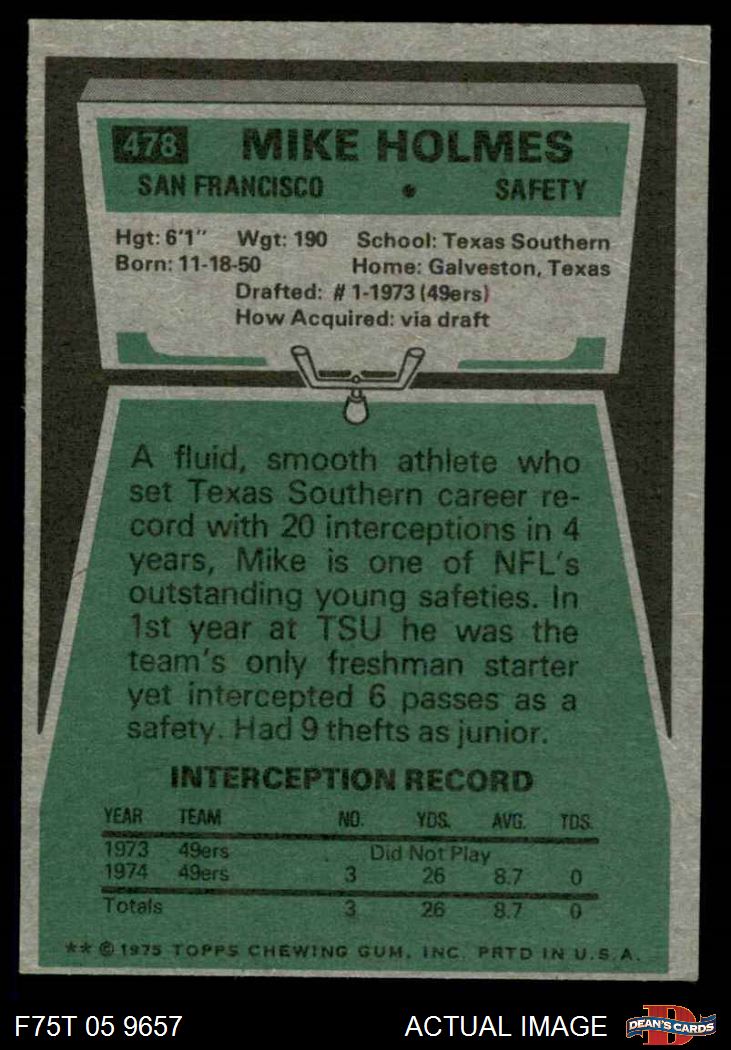 478 MIKE HOLMES
SAN FRANCISCO • SAFETY
Hgt: 6'1" Wgt: 190 School: Texas Southern
Born: 11-18-50 Home: Galveston, Texas
Drafted: # 1-1973 (49ers)
How Acquired: via draft
A fluid, smooth athlete who
set Texas Southern career re-
cord with 20 interceptions in 4
years, Mike is one of NFL's
outstanding young safeties. In
1st year at TSU he was the
team's only freshman starter
yet intercepted 6 passes as a
safety. Had 9 thefts as junior.
INTERCEPTION RECORD
YEAR TEAM NO. YDS. AVG. TDS.
1973 49ers Did Not Play
1974 49ers 3 26 8.7 0
Totals 3 26 8.7 0
** © 1975 TOPPS CHEWING GUM, INC. PRTD IN U.S.A.
F75T 05 9657 ACTUAL IMAGE D DEAN'S CARDS